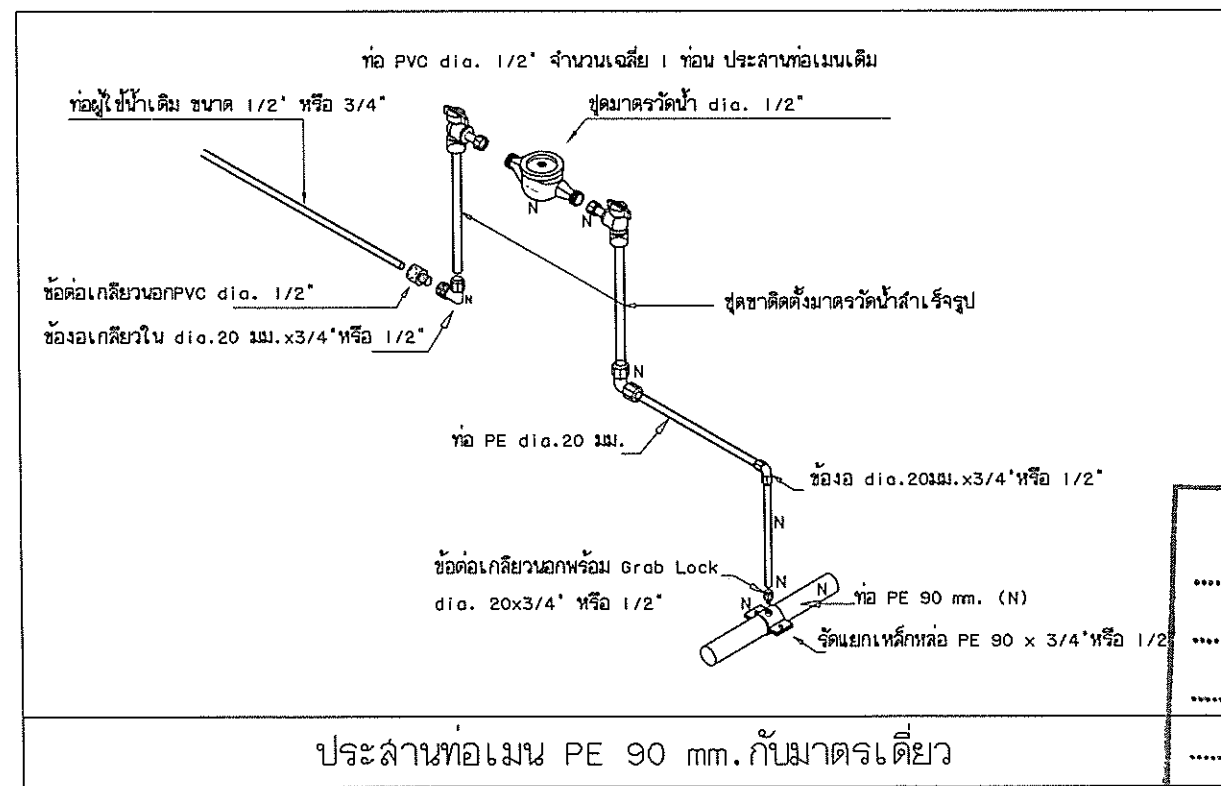 ท่อ PVC dia. 1/2" จำนวนเฉลี่ย 1 ท่อน ประสานท่อเมนเดิม
ท่อผู้ใช้น้ำเดิม ขนาด 1/2" หรือ 3/4"
ชุดมาตรวัดน้ำ dia. 1/2"
N
N
ข้อต่อเกลียวนอกPVC dia. 1/2"
N
ชุดขาติดตั้งมาตรวัดน้ำสำเร็จรูป
ข้องอเกลียวใน dia.20 มม.x3/4"หรือ 1/2"
N
ท่อ PE dia.20 มม.
ข้องอ dia.20มม.x3/4"หรือ 1/2"
N
ข้อต่อเกลียวนอกพร้อม Grab Lock
dia. 20x3/4" หรือ 1/2"
N
N
N
ท่อ PE 90 mm. (N)
รัดแยกเหล็กหล่อ PE 90 x 3/4"หรือ 1/2
ประสานท่อเมน PE 90 mm.กับมาตรเดี่ยว